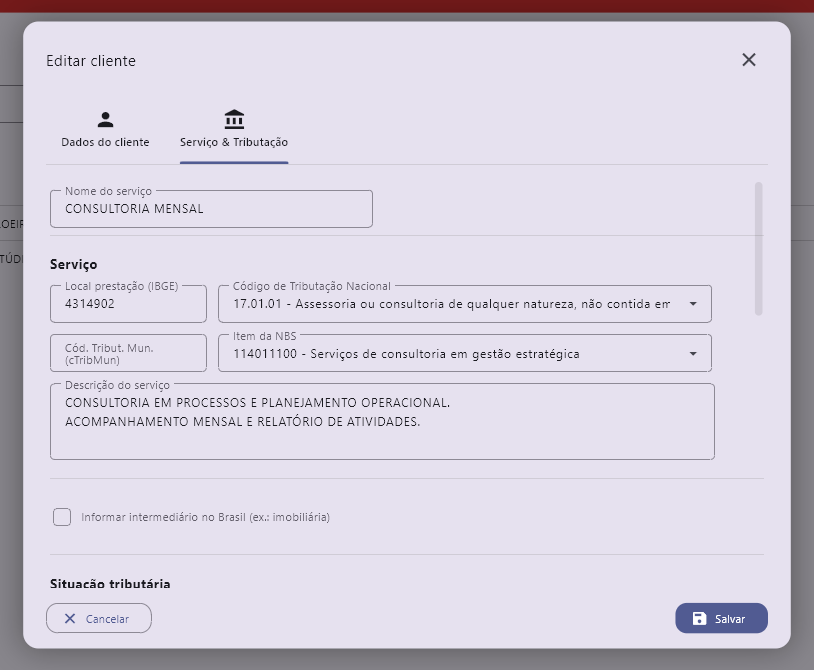 Editar cliente
Dados do cliente
Serviço & Tributação
Nome do serviço
CONSULTORIA MENSAL
Serviço
Local prestação (IBGE)
4314902
Código de Tributação Nacional
17.01.01 - Assessoria ou consultoria de qualquer natureza, não contida em
Cód. Tribut. Mun.
(cTribMun)
Item da NBS
114011100 - Serviços de consultoria em gestão estratégica
Descrição do serviço
CONSULTORIA EM PROCESSOS E PLANEJAMENTO OPERACIONAL.
ACOMPANHAMENTO MENSAL E RELATÓRIO DE ATIVIDADES.
Informar intermediário no Brasil (ex.: imobiliária)
Situação tributária
Cancelar
Salvar